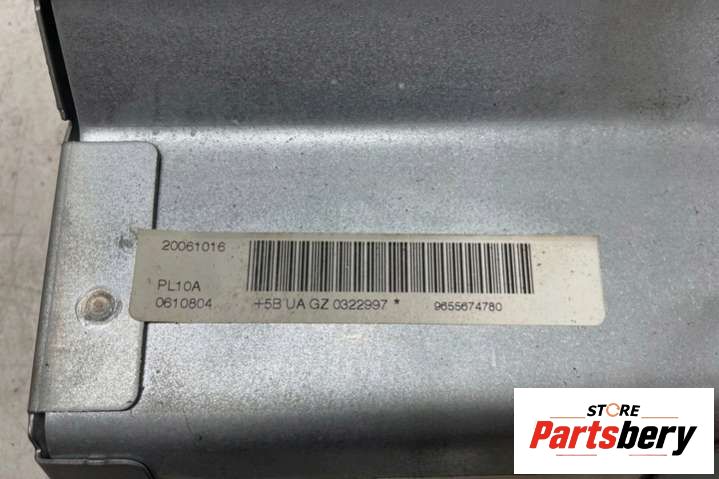 20061016
PL10A
0610804 +5B UA GZ 0322997 * 9655674780
STORE
Partsbery